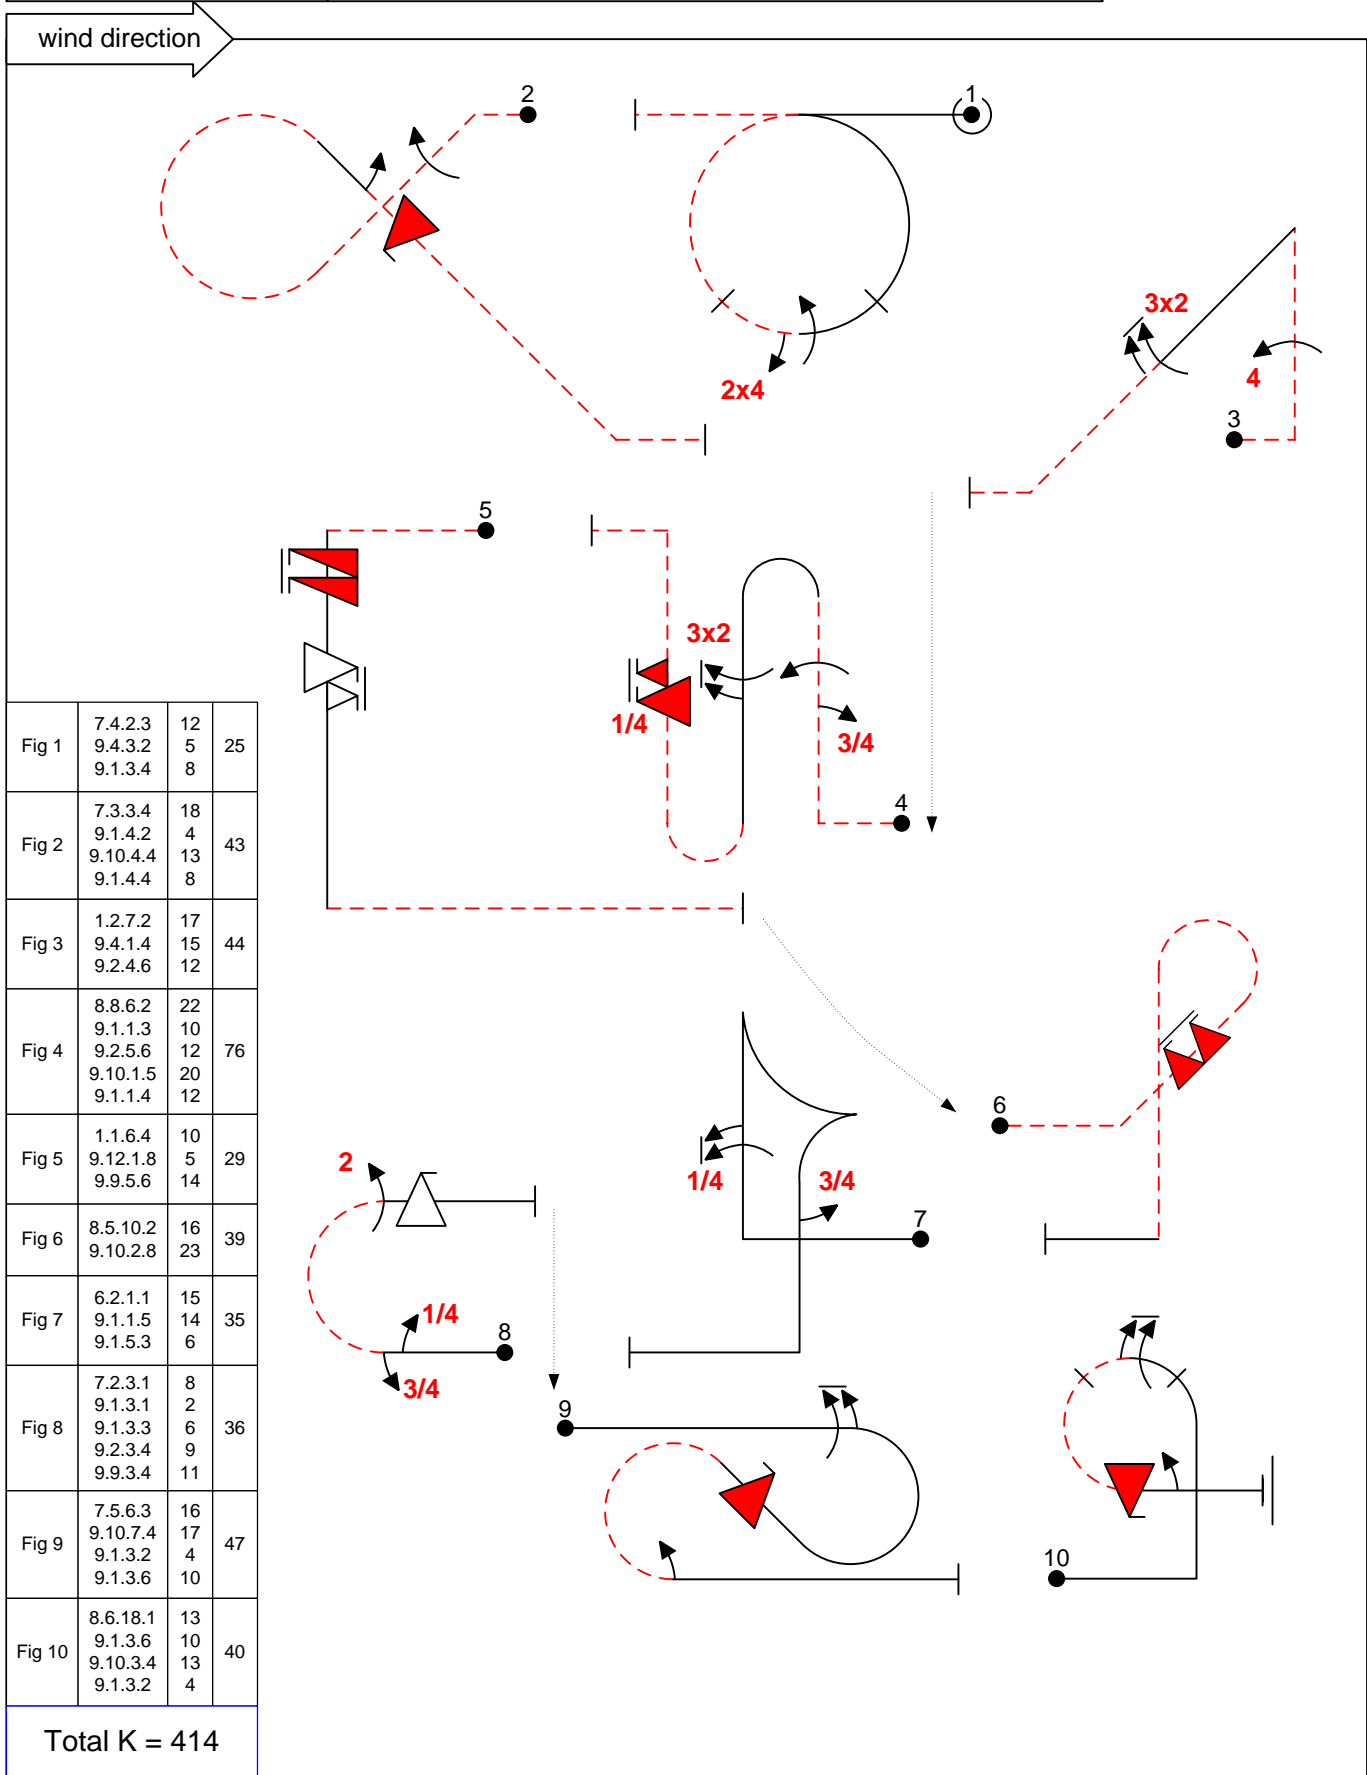 wind direction
2
1
3x2
2x4
4
3
5
3x2
1/4
3/4
4
6
1/4
3/4
7
2
1/4
8
3/4
9
10
Fig 1
7.4.2.3 12
9.4.3.2 5 25
9.1.3.4 8
Fig 2
7.3.3.4 18
9.1.4.2 4
9.10.4.4 13 43
9.1.4.4 8
Fig 3
1.2.7.2 17
9.4.1.4 15 44
9.2.4.6 12
Fig 4
8.8.6.2 22
9.1.1.3 10
9.2.5.6 12 76
9.10.1.5 20
9.1.1.4 12
Fig 5
1.1.6.4 10
9.12.1.8 5 29
9.9.5.6 14
Fig 6
8.5.10.2 16 39
9.10.2.8 23
Fig 7
6.2.1.1 15
9.1.1.5 14 35
9.1.5.3 6
Fig 8
7.2.3.1 8
9.1.3.1 2
9.1.3.3 6 36
9.2.3.4 9
9.9.3.4 11
Fig 9
7.5.6.3 16
9.10.7.4 17 47
9.1.3.2 4
9.1.3.6 10
Fig 10
8.6.18.1 13
9.1.3.6 10 40
9.10.3.4 13
9.1.3.2 4
Total K = 414